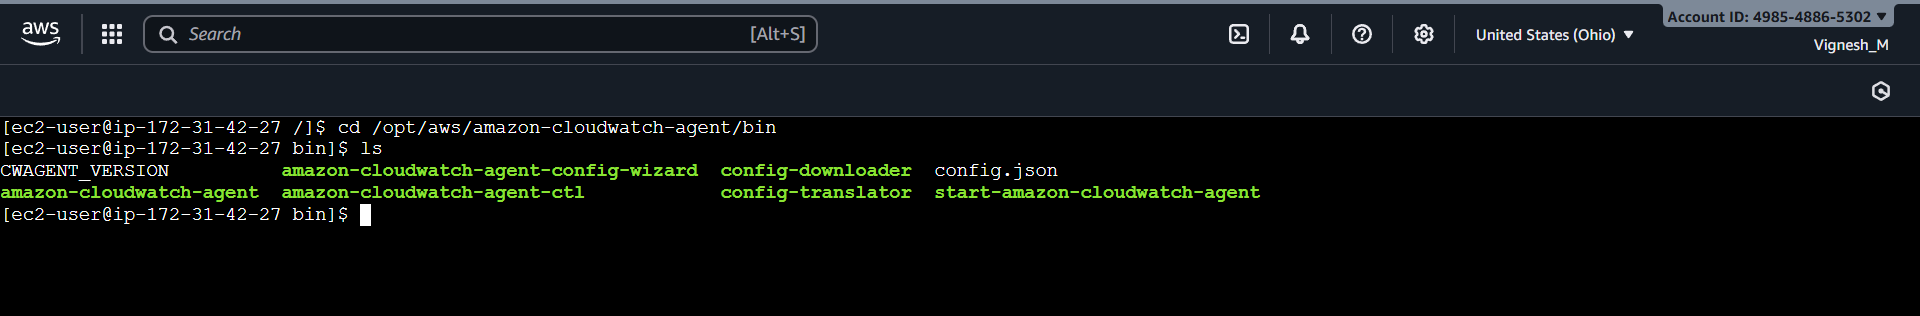 aws Search [Alt+S] United States (Ohio) ▼ Account ID: 4985-4886-5302 ▼
Vignesh_M
[ec2-user@ip-172-31-42-27 /]$ cd /opt/aws/amazon-cloudwatch-agent/bin
[ec2-user@ip-172-31-42-27 bin]$ ls
CWAGENT_VERSION amazon-cloudwatch-agent-config-wizard config-downloader config.json
amazon-cloudwatch-agent amazon-cloudwatch-agent-ctl config-translator start-amazon-cloudwatch-agent
[ec2-user@ip-172-31-42-27 bin]$